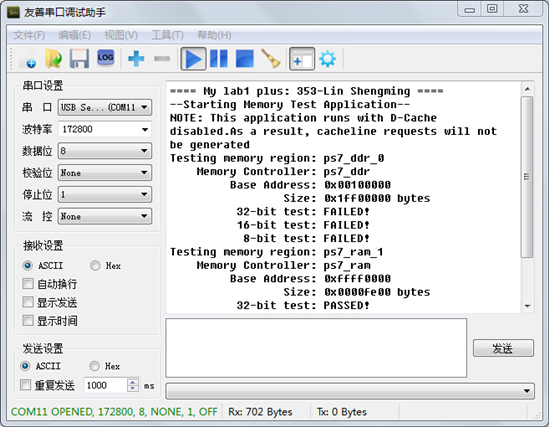 友善串口调试助手
文件(F) 编辑(E) 视图(V) 工具(T) 帮助(H)
LOG
串口设置
串 口 USB Se...(COM11
波特率 172800
数据位 8
校验位 None
停止位 1
流 控 None
接收设置
ASCII Hex
自动换行
显示发送
显示时间
发送设置
ASCII Hex
重复发送 1000 ms
==== My lab1 plus: 353-Lin Shengming ====
--Starting Memory Test Application--
NOTE: This application runs with D-Cache
disabled.As a result, cacheline requests will not
be generated
Testing memory region: ps7_ddr_0
Memory Controller: ps7_ddr
Base Address: 0x00100000
Size: 0x1ff00000 bytes
32-bit test: FAILED!
16-bit test: FAILED!
8-bit test: FAILED!
Testing memory region: ps7_ram_1
Memory Controller: ps7_ram
Base Address: 0xffff0000
Size: 0x0000fe00 bytes
32-bit test: PASSED!
发送
COM11 OPENED, 172800, 8, NONE, 1, OFF Rx: 702 Bytes Tx: 0 Bytes